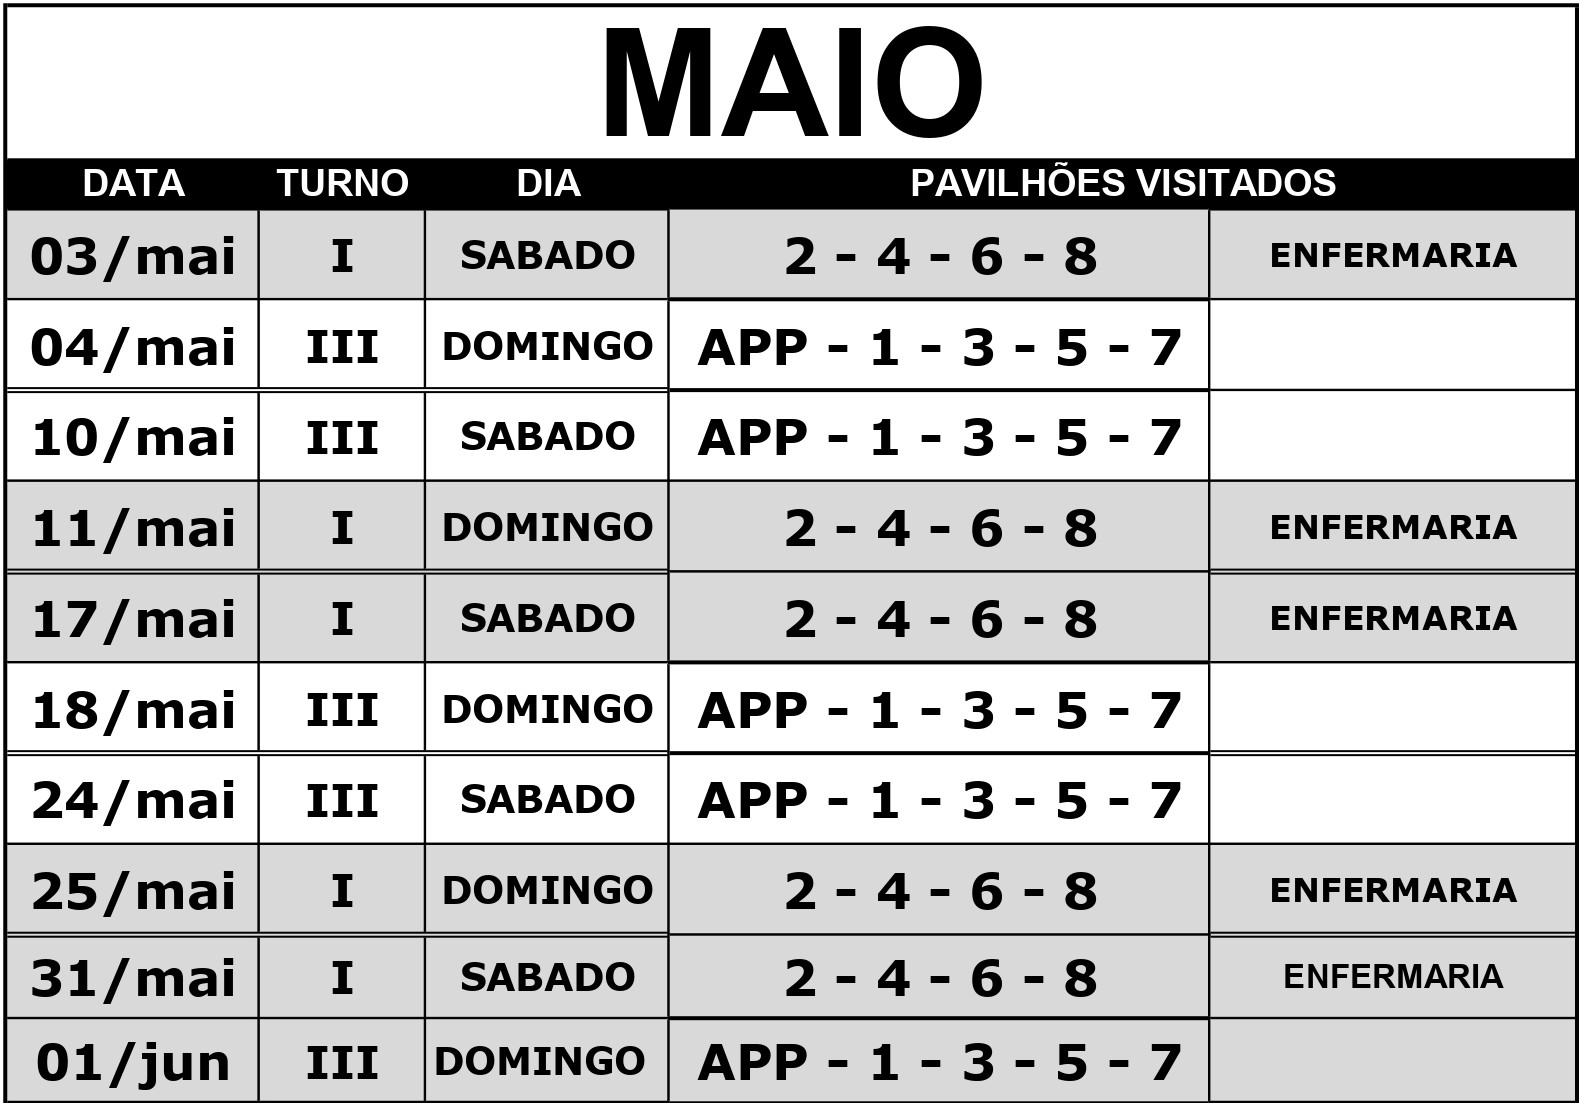 MAIO
DATA TURNO DIA PAVILHÕES VISITADOS
03/mai I SABADO 2 - 4 - 6 - 8 ENFERMARIA
04/mai III DOMINGO APP - 1 - 3 - 5 - 7
10/mai III SABADO APP - 1 - 3 - 5 - 7
11/mai I DOMINGO 2 - 4 - 6 - 8 ENFERMARIA
17/mai I SABADO 2 - 4 - 6 - 8 ENFERMARIA
18/mai III DOMINGO APP - 1 - 3 - 5 - 7
24/mai III SABADO APP - 1 - 3 - 5 - 7
25/mai I DOMINGO 2 - 4 - 6 - 8 ENFERMARIA
31/mai I SABADO 2 - 4 - 6 - 8 ENFERMARIA
01/jun III DOMINGO APP - 1 - 3 - 5 - 7